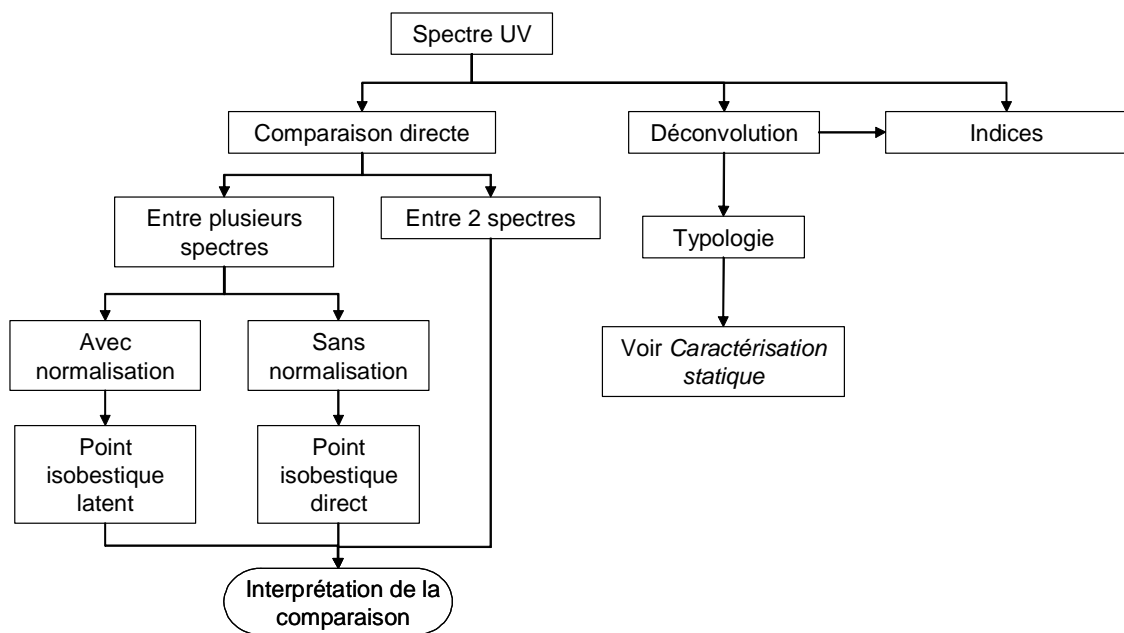 Spectre UV
Comparaison directe
Déconvolution
Indices
Entre plusieurs
spectres
Entre 2 spectres
Typologie
Avec
normalisation
Sans
normalisation
Voir Caractérisation
statique
Point
isobestique
latent
Point
isobestique
direct
Interprétation de la
comparaison